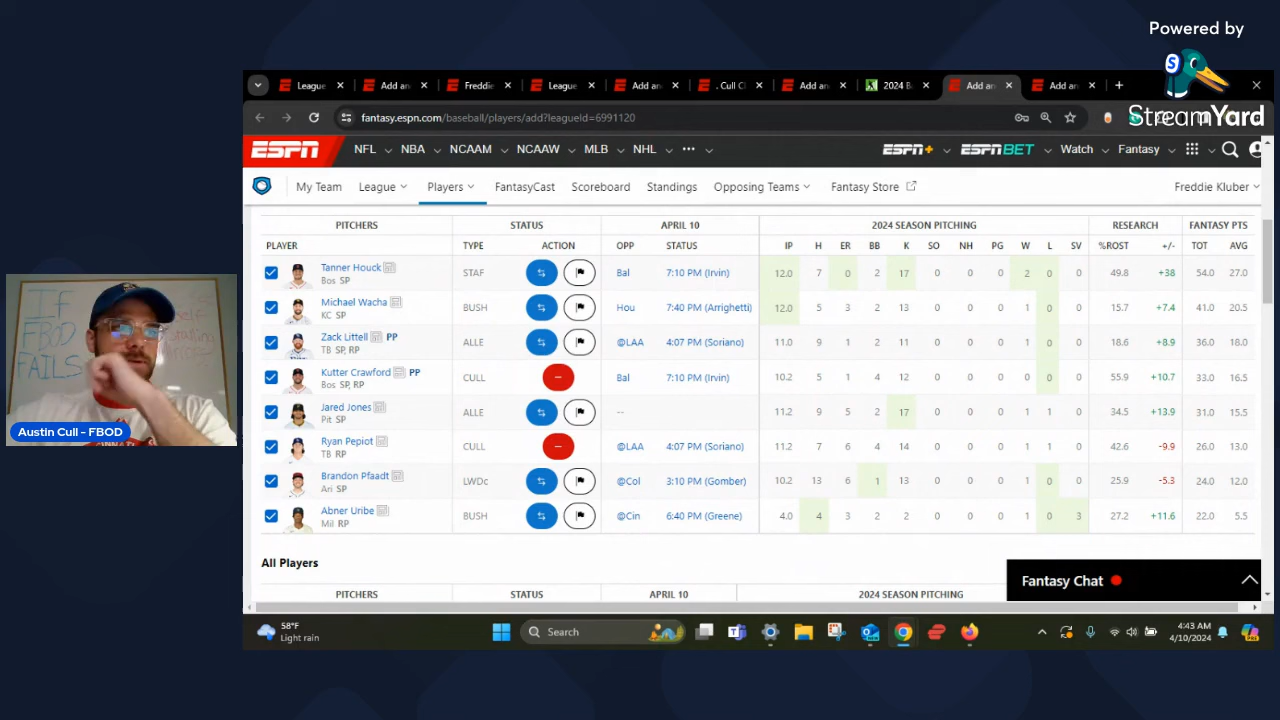 Powered by
StreamYard
League
Add an
Freddie
League
Add an
. Cull Cl
Add an
2024 B
Add an
Add an
fantasy.espn.com/baseball/players/add?leagueId=6991120
ESPN NFL NBA NCAAM NCAAW MLB NHL ••• ESPN+ ESPNBET Watch Fantasy
My Team League Players FantasyCast Scoreboard Standings Opposing Teams Fantasy Store Freddie Kluber
PITCHERS STATUS APRIL 10 2024 SEASON PITCHING RESEARCH FANTASY PTS
PLAYER TYPE ACTION OPP STATUS IP H ER BB K SO NH PG W L SV %ROST +/- TOT AVG
Tanner Houck STAF Bal 7:10 PM (Irvin) 12.0 7 0 2 17 0 0 0 2 0 0 49.8 +38 54.0 27.0
Bos SP
Michael Wacha BUSH Hou 7:40 PM (Arrighetti) 12.0 5 3 2 13 0 0 0 1 0 0 15.7 +7.4 41.0 20.5
KC SP
Zack Littell PP ALLE @LAA 4:07 PM (Soriano) 11.0 9 1 2 11 0 0 0 1 0 0 18.6 +8.9 36.0 18.0
TB SP, RP
Kutter Crawford PP CULL Bal 7:10 PM (Irvin) 10.2 5 1 4 12 0 0 0 0 0 0 55.9 +10.7 33.0 16.5
Bos SP, RP
Jared Jones ALLE -- 11.2 9 5 2 17 0 0 0 1 1 0 34.5 +13.9 31.0 15.5
Pit SP
Ryan Pepiot CULL @LAA 4:07 PM (Soriano) 11.2 7 6 4 14 0 0 0 1 1 0 42.6 -9.9 26.0 13.0
TB RP
Brandon Pfaadt LWDc @Col 3:10 PM (Gomber) 10.2 13 6 1 13 0 0 0 1 0 0 25.9 -5.3 24.0 12.0
Ari SP
Abner Uribe BUSH @Cin 6:40 PM (Greene) 4.0 4 3 2 2 0 0 0 1 0 3 27.2 +11.6 22.0 5.5
Mil RP
All Players
PITCHERS STATUS APRIL 10 2024 SEASON PITCHING
Fantasy Chat
If
FBOD
FAILS
Austin Cull - FBOD
58°F
Light rain
Search
4:43 AM
4/10/2024